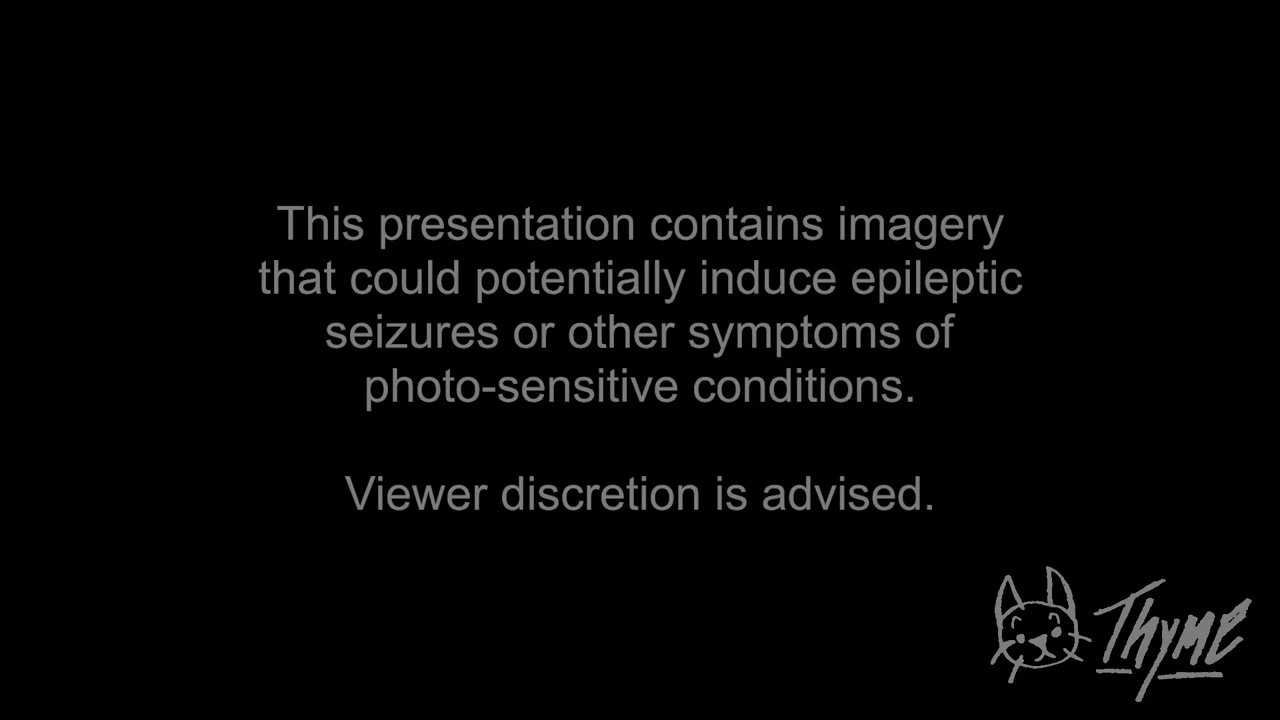 This presentation contains imagery
that could potentially induce epileptic
seizures or other symptoms of
photo-sensitive conditions.
Viewer discretion is advised.
Thyme